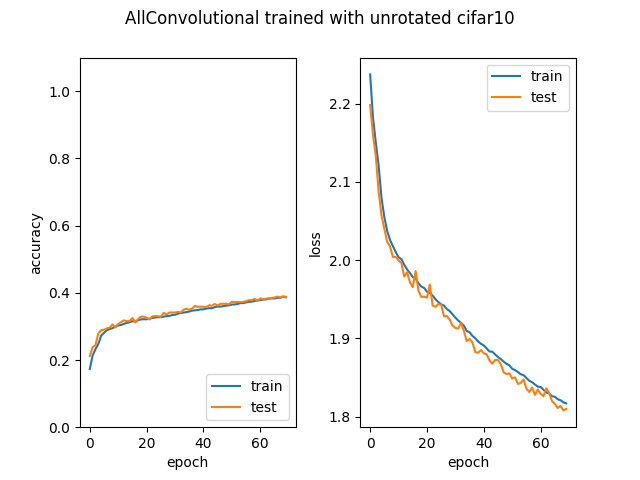 AllConvolutional trained with unrotated cifar10
1.0
0.8
0.6
0.4
0.2
0.0
accuracy
0 20 40 60
epoch
train
test
2.2
2.1
2.0
1.9
1.8
loss
0 20 40 60
epoch
train
test